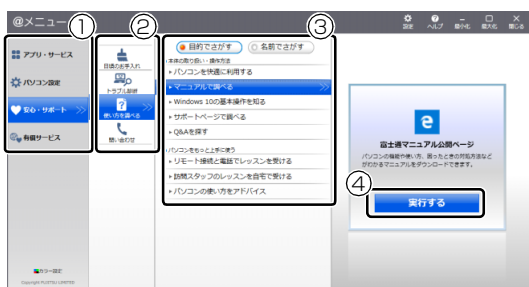 @メニュー
① ② ③
設定 ヘルプ 最小化 最大化 閉じる
アプリ・サービス
パソコン設定
安心・サポート
有償サービス
日頃のお手入れ
トラブル診断
使い方を調べる
問い合わせ
目的でさがす 名前でさがす
本体の取り扱い・操作方法
パソコンを快適に利用する
マニュアルで調べる
Windows 10の基本操作を知る
サポートページで調べる
Q&Aを探す
パソコンをもっと上手に使う
リモート接続と電話でレッスンを受ける
訪問スタッフのレッスンを自宅で受ける
パソコンの使い方をアドバイス
富士通マニュアル公開ページ
パソコンの機能や使い方、困ったときの対処方法など
がわかるマニュアルをダウンロードできます。
④
実行する
カラー設定
Copyright FUJITSU LIMITED